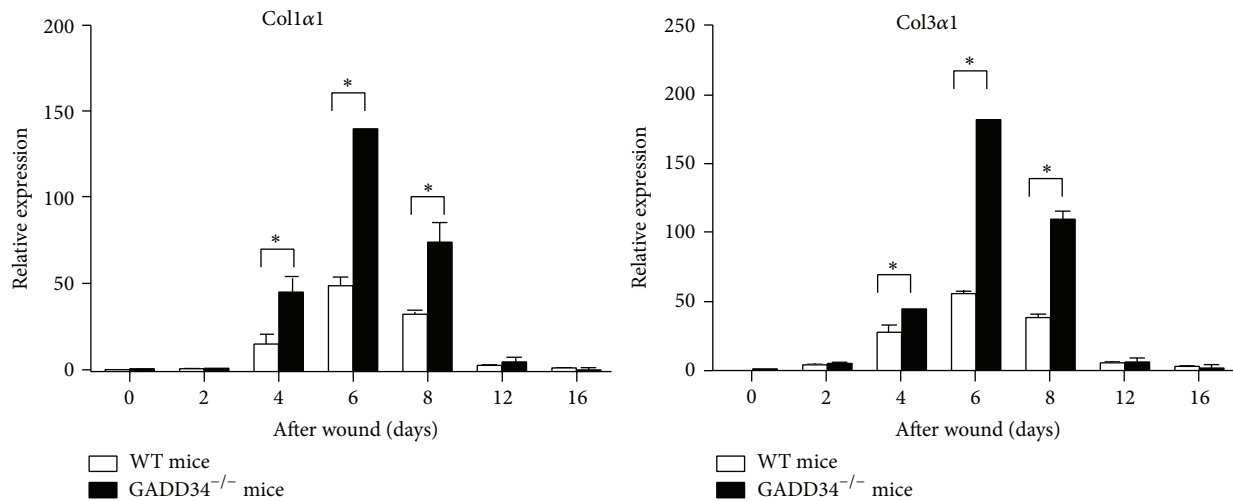 Col1α1
200
150
100
50
0
Relative expression
*
*
*
0 2 4 6 8 12 16
After wound (days)
WT mice
GADD34⁻/⁻ mice
Col3α1
250
200
150
100
50
0
Relative expression
*
*
*
0 2 4 6 8 12 16
After wound (days)
WT mice
GADD34⁻/⁻ mice